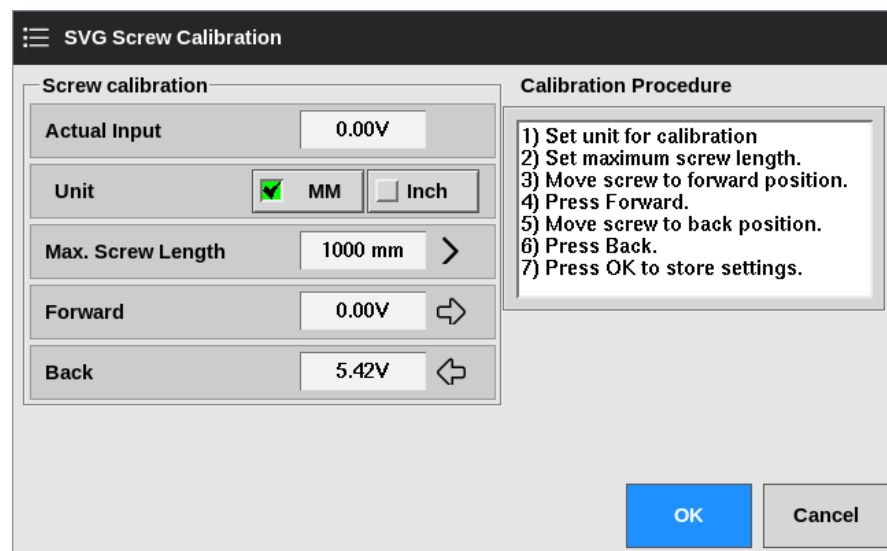 SVG Screw Calibration
Screw calibration
Actual Input 0.00V
Unit MM Inch
Max. Screw Length 1000 mm
Forward 0.00V
Back 5.42V
Calibration Procedure
1) Set unit for calibration
2) Set maximum screw length.
3) Move screw to forward position.
4) Press Forward.
5) Move screw to back position.
6) Press Back.
7) Press OK to store settings.
OK Cancel